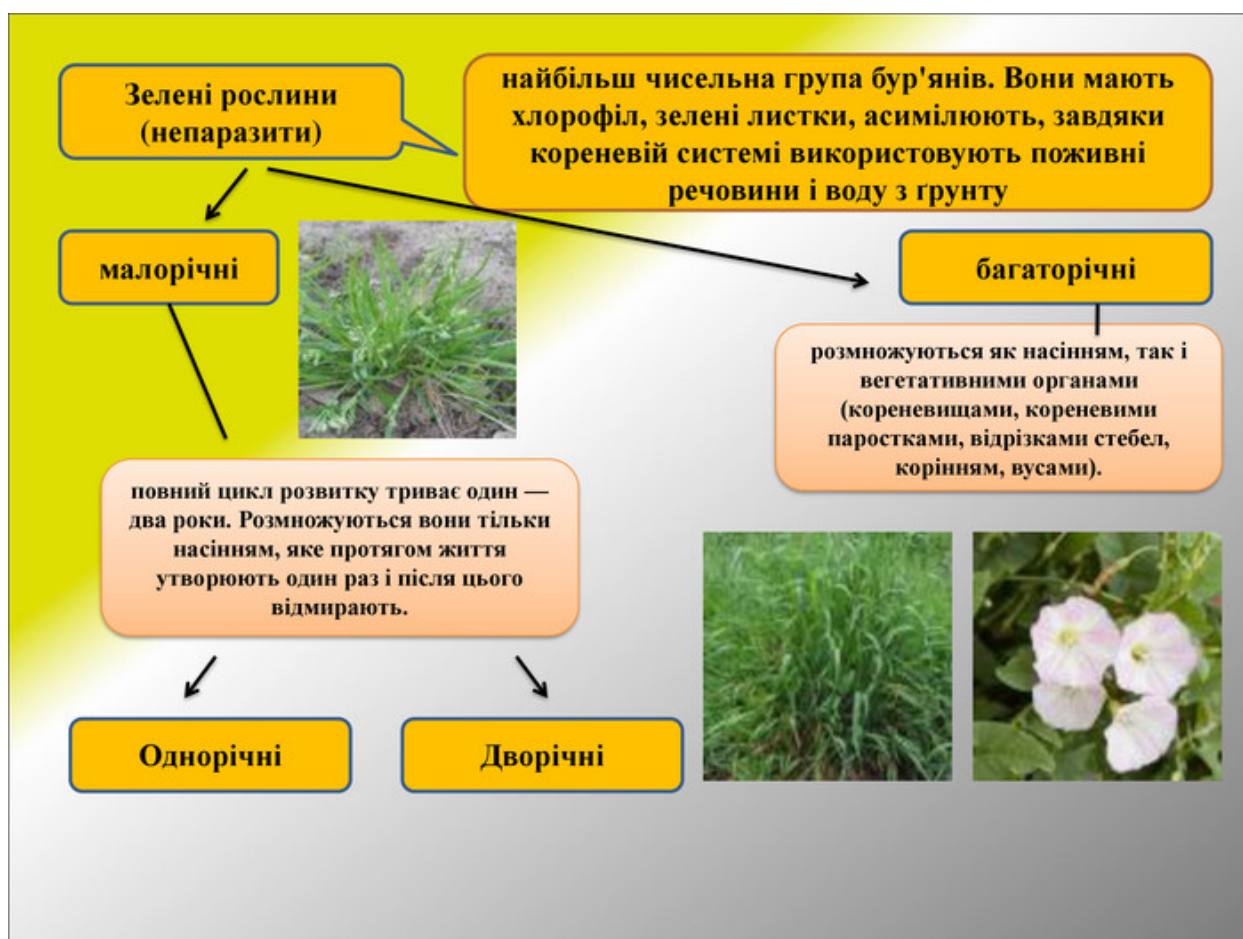 Зелені рослини
(непаразити)
найбільш чисельна група бур'янів. Вони мають
хлорофіл, зелені листки, асимілюють, завдяки
кореневій системі використовують поживні
речовини і воду з ґрунту
малорічні
багаторічні
розмножуються як насінням, так і
вегетативними органами
(кореневищами, кореневими
паростками, відрізками стебел,
корінням, вусами).
повний цикл розвитку триває один —
два роки. Розмножуються вони тільки
насінням, яке протягом життя
утворюють один раз і після цього
відмирають.
Однорічні
Дворічні